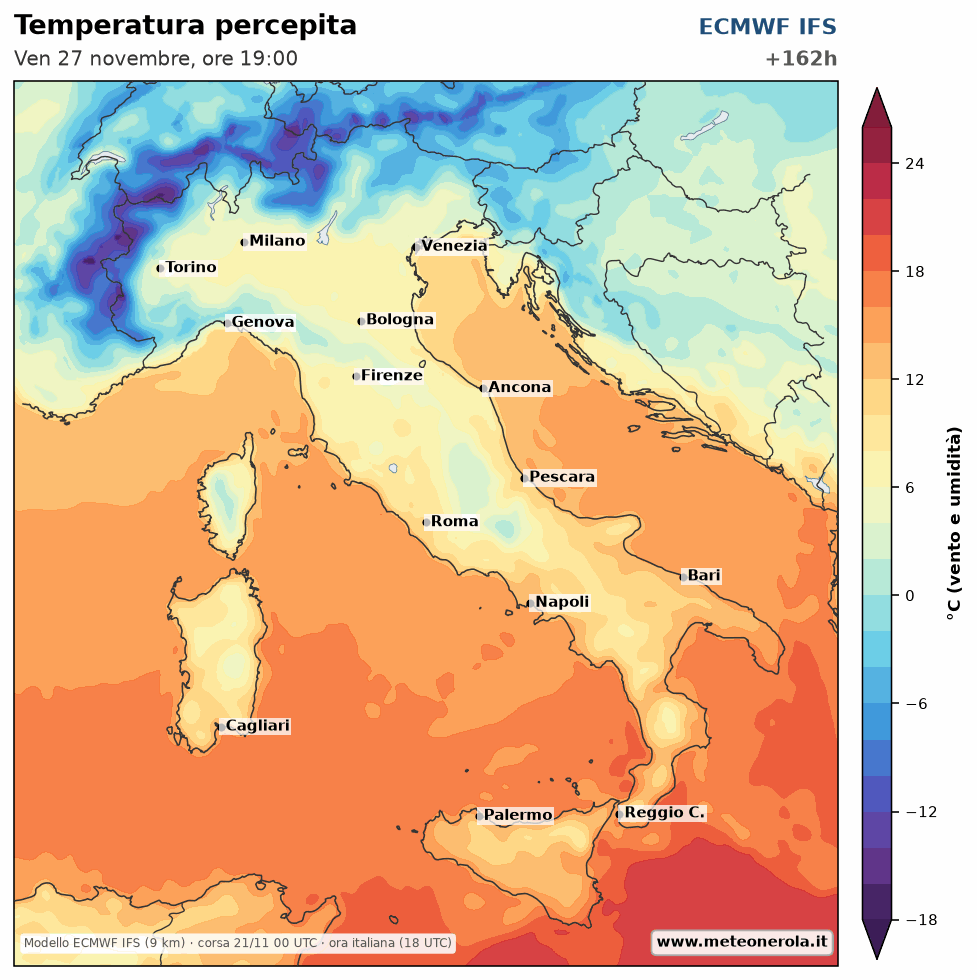 Temperatura percepita
ECMWF IFS
Ven 27 novembre, ore 19:00
+162h
Milano
Venezia
Torino
Genova
Bologna
Firenze
Ancona
Pescara
Roma
Bari
Napoli
Cagliari
Palermo
Reggio C.
24
18
12
6
0
−6
−12
−18
°C (vento e umidità)
Modello ECMWF IFS (9 km) · corsa 21/11 00 UTC · ora italiana (18 UTC)
www.meteonerola.it